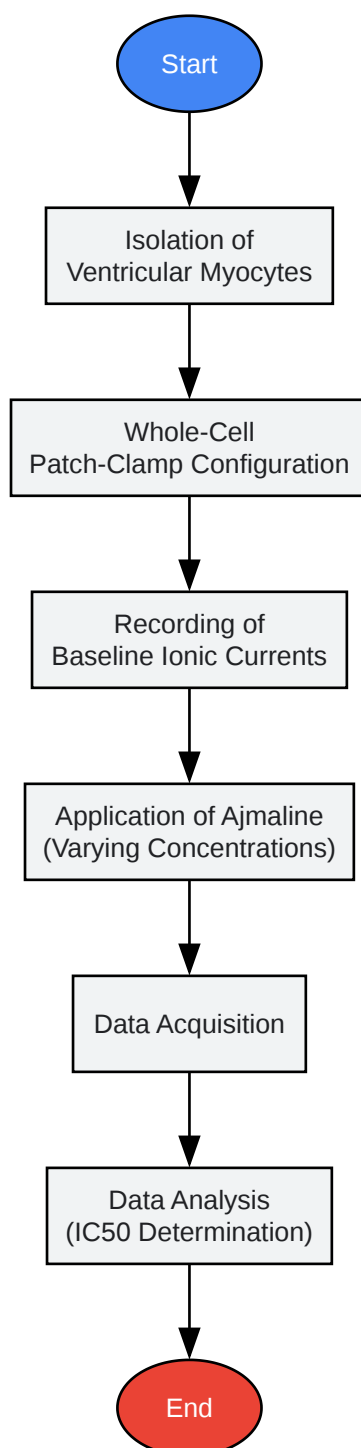 Start
Isolation of
Ventricular Myocytes
Whole-Cell
Patch-Clamp Configuration
Recording of
Baseline Ionic Currents
Application of Ajmaline
(Varying Concentrations)
Data Acquisition
Data Analysis
(IC50 Determination)
End